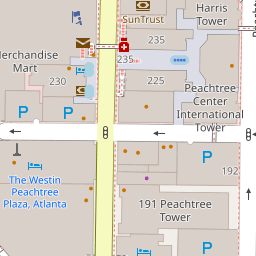 Harris
Tower
SunTrust
235
Merchandise
Mart
235
230
225
Peachtree
Center
International
Tower
P
P
P
192
The Westin
Peachtree
Plaza, Atlanta
191 Peachtree
Tower
P